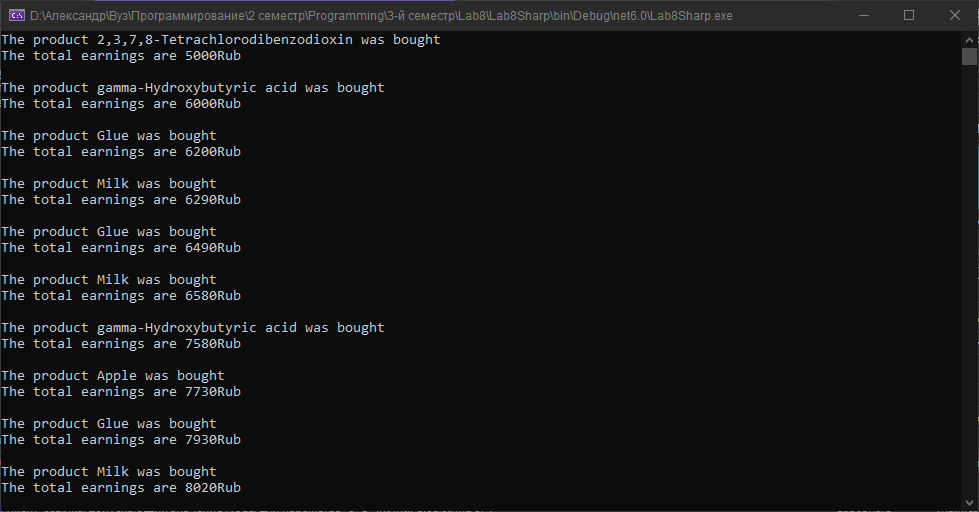 D:\Александр\Вуз\Программирование\2 семестр\Programming\3-й семестр\Lab8\Lab8Sharp\bin\Debug\net6.0\Lab8Sharp.exe
The product 2,3,7,8-Tetrachlorodibenzodioxin was bought
The total earnings are 5000Rub
The product gamma-Hydroxybutyric acid was bought
The total earnings are 6000Rub
The product Glue was bought
The total earnings are 6200Rub
The product Milk was bought
The total earnings are 6290Rub
The product Glue was bought
The total earnings are 6490Rub
The product Milk was bought
The total earnings are 6580Rub
The product gamma-Hydroxybutyric acid was bought
The total earnings are 7580Rub
The product Apple was bought
The total earnings are 7730Rub
The product Glue was bought
The total earnings are 7930Rub
The product Milk was bought
The total earnings are 8020Rub